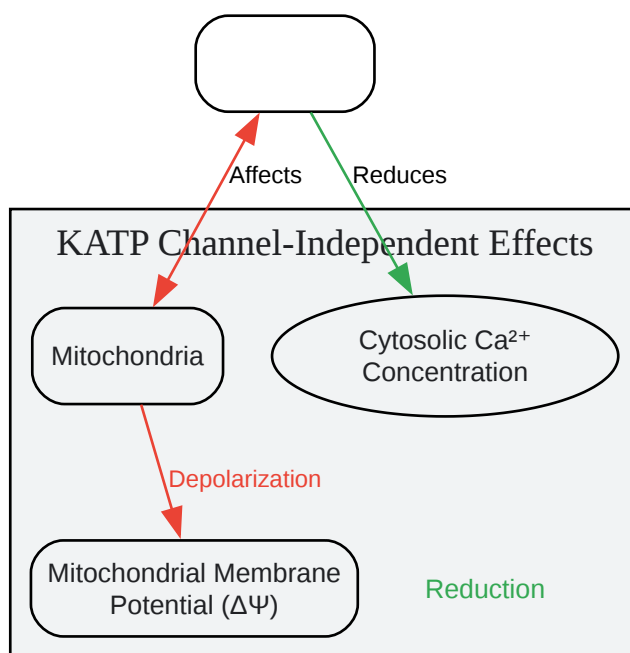 Affects
Reduces
KATP Channel-Independent Effects
Mitochondria
Cytosolic Ca²⁺
Concentration
Depolarization
Mitochondrial Membrane
Potential (ΔΨ)
Reduction